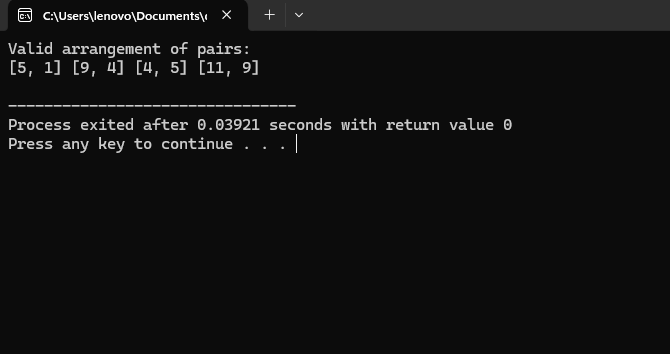 C:\Users\lenovo\Documents\
Valid arrangement of pairs:
[5, 1] [9, 4] [4, 5] [11, 9]
--------------------------------
Process exited after 0.03921 seconds with return value 0
Press any key to continue . . .